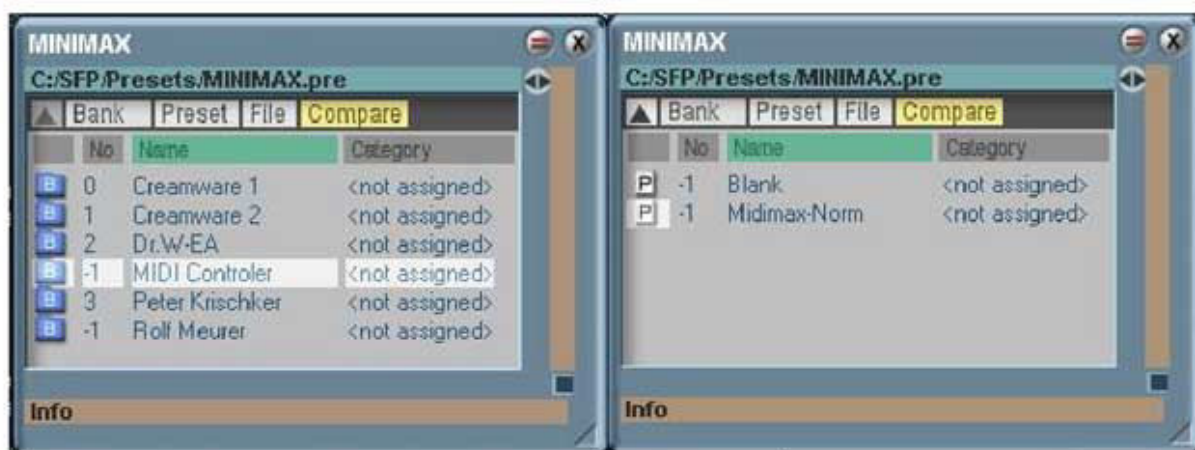 MINIMAX
C:/SFP/Presets/MINIMAX.pre
Bank Preset File Compare
No Name Category
B 0 Creamware 1 <not assigned>
B 1 Creamware 2 <not assigned>
B 2 Dr.W-EA <not assigned>
B -1 MIDI Controler <not assigned>
B 3 Peter Krischker <not assigned>
B -1 Rolf Meurer <not assigned>
Info
MINIMAX
C:/SFP/Presets/MINIMAX.pre
Bank Preset File Compare
No Name Category
P -1 Blank <not assigned>
P -1 Midimax-Norm <not assigned>
Info